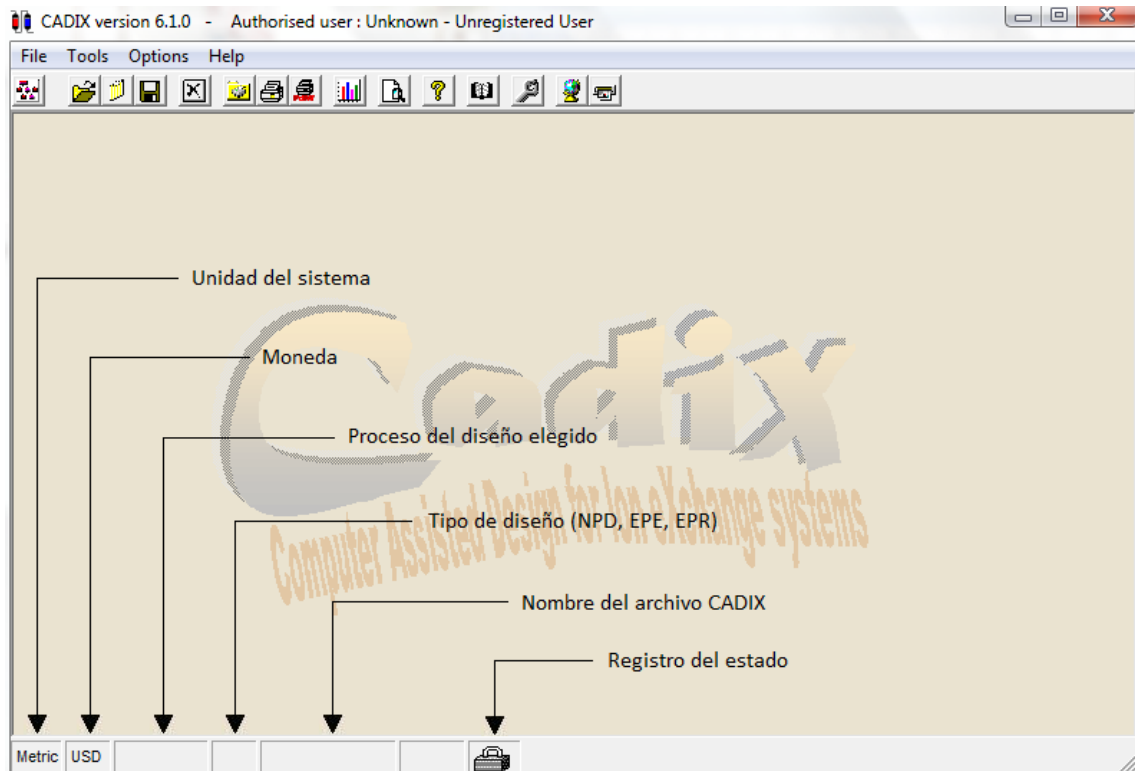 CADIX version 6.1.0 - Authorised user : Unknown - Unregistered User
File Tools Options Help
Unidad del sistema
Moneda
Cadix
Proceso del diseño elegido
Computer Assisted Design for Ion eXchange systems
Tipo de diseño (NPD, EPE, EPR)
Nombre del archivo CADIX
Registro del estado
Metric USD